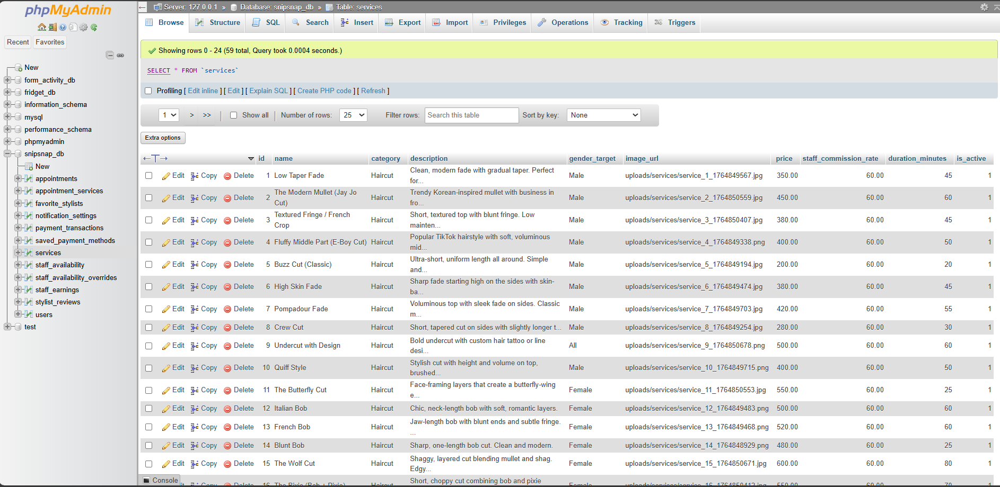 phpMyAdmin
Recent Favorites
New
form_activity_db
fridget_db
information_schema
mysql
performance_schema
phpmyadmin
snipsnap_db
New
appointments
appointment_services
favorite_stylists
notification_settings
payment_transactions
saved_payment_methods
services
staff_availability
staff_availability_overrides
staff_earnings
stylist_reviews
users
test
Server: 127.0.0.1 » Database: snipsnap_db » Table: services
Browse Structure SQL Search Insert Export Import Privileges Operations Tracking Triggers
Showing rows 0 - 24 (59 total, Query took 0.0004 seconds.)
SELECT * FROM `services`
Profiling [ Edit inline ] [ Edit ] [ Explain SQL ] [ Create PHP code ] [ Refresh ]
1 > >> Show all Number of rows: 25 Filter rows: Search this table Sort by key: None
Extra options
id name category description gender_target image_url price staff_commission_rate duration_minutes is_active
Edit Copy Delete 1 Low Taper Fade Haircut Clean, modern fade with gradual taper. Perfect for... Male uploads/services/service_1_1764849567.jpg 350.00 60.00 45 1
Edit Copy Delete 2 The Modern Mullet (Jay Jo Cut) Haircut Trendy Korean-inspired mullet with business in fro... Male uploads/services/service_2_1764850559.jpg 450.00 60.00 60 1
Edit Copy Delete 3 Textured Fringe / French Crop Haircut Short, textured top with blunt fringe. Low mainten... Male uploads/services/service_3_1764850407.jpg 380.00 60.00 45 1
Edit Copy Delete 4 Fluffy Middle Part (E-Boy Cut) Haircut Popular TikTok hairstyle with soft, voluminous mid... Male uploads/services/service_4_1764849338.png 400.00 60.00 50 1
Edit Copy Delete 5 Buzz Cut (Classic) Haircut Ultra-short, uniform length all around. Simple and... Male uploads/services/service_5_1764849194.jpg 200.00 60.00 20 1
Edit Copy Delete 6 High Skin Fade Haircut Sharp fade starting high on the sides with skin-ba... Male uploads/services/service_6_1764849474.jpg 380.00 60.00 45 1
Edit Copy Delete 7 Pompadour Fade Haircut Voluminous top with sleek fade on sides. Classic m... Male uploads/services/service_7_1764849703.jpg 420.00 60.00 55 1
Edit Copy Delete 8 Crew Cut Haircut Short, tapered cut on sides with slightly longer t... Male uploads/services/service_8_1764849254.jpg 280.00 60.00 30 1
Edit Copy Delete 9 Undercut with Design Haircut Bold undercut with custom hair tattoo or line desi... All uploads/services/service_9_1764850678.png 500.00 60.00 60 1
Edit Copy Delete 10 Quiff Style Haircut Stylish cut with height and volume on top, brushed... Male uploads/services/service_10_1764849715.png 400.00 60.00 50 1
Edit Copy Delete 11 The Butterfly Cut Haircut Face-framing layers that create a butterfly-wing e... Female uploads/services/service_11_1764850553.jpg 550.00 60.00 25 1
Edit Copy Delete 12 Italian Bob Haircut Chic, neck-length bob with soft, romantic layers. Female uploads/services/service_12_1764849483.png 500.00 60.00 60 1
Edit Copy Delete 13 French Bob Haircut Jaw-length bob with blunt ends and subtle fringe. ... Female uploads/services/service_13_1764849468.png 520.00 60.00 60 1
Edit Copy Delete 14 Blunt Bob Haircut Sharp, one-length bob cut. Clean and modern. Female uploads/services/service_14_1764848929.png 480.00 60.00 25 1
Edit Copy Delete 15 The Wolf Cut Haircut Shaggy, layered cut blending mullet and shag. Edgy... Female uploads/services/service_15_1764850671.jpg 600.00 60.00 80 1
Copy Delete 16 The Bixie (Bob + Pixie) Haircut Short, choppy cut combining bob and pixie Female uploads/services/service_16_1764850412.jpg 550.00 60.00 70 1
Console